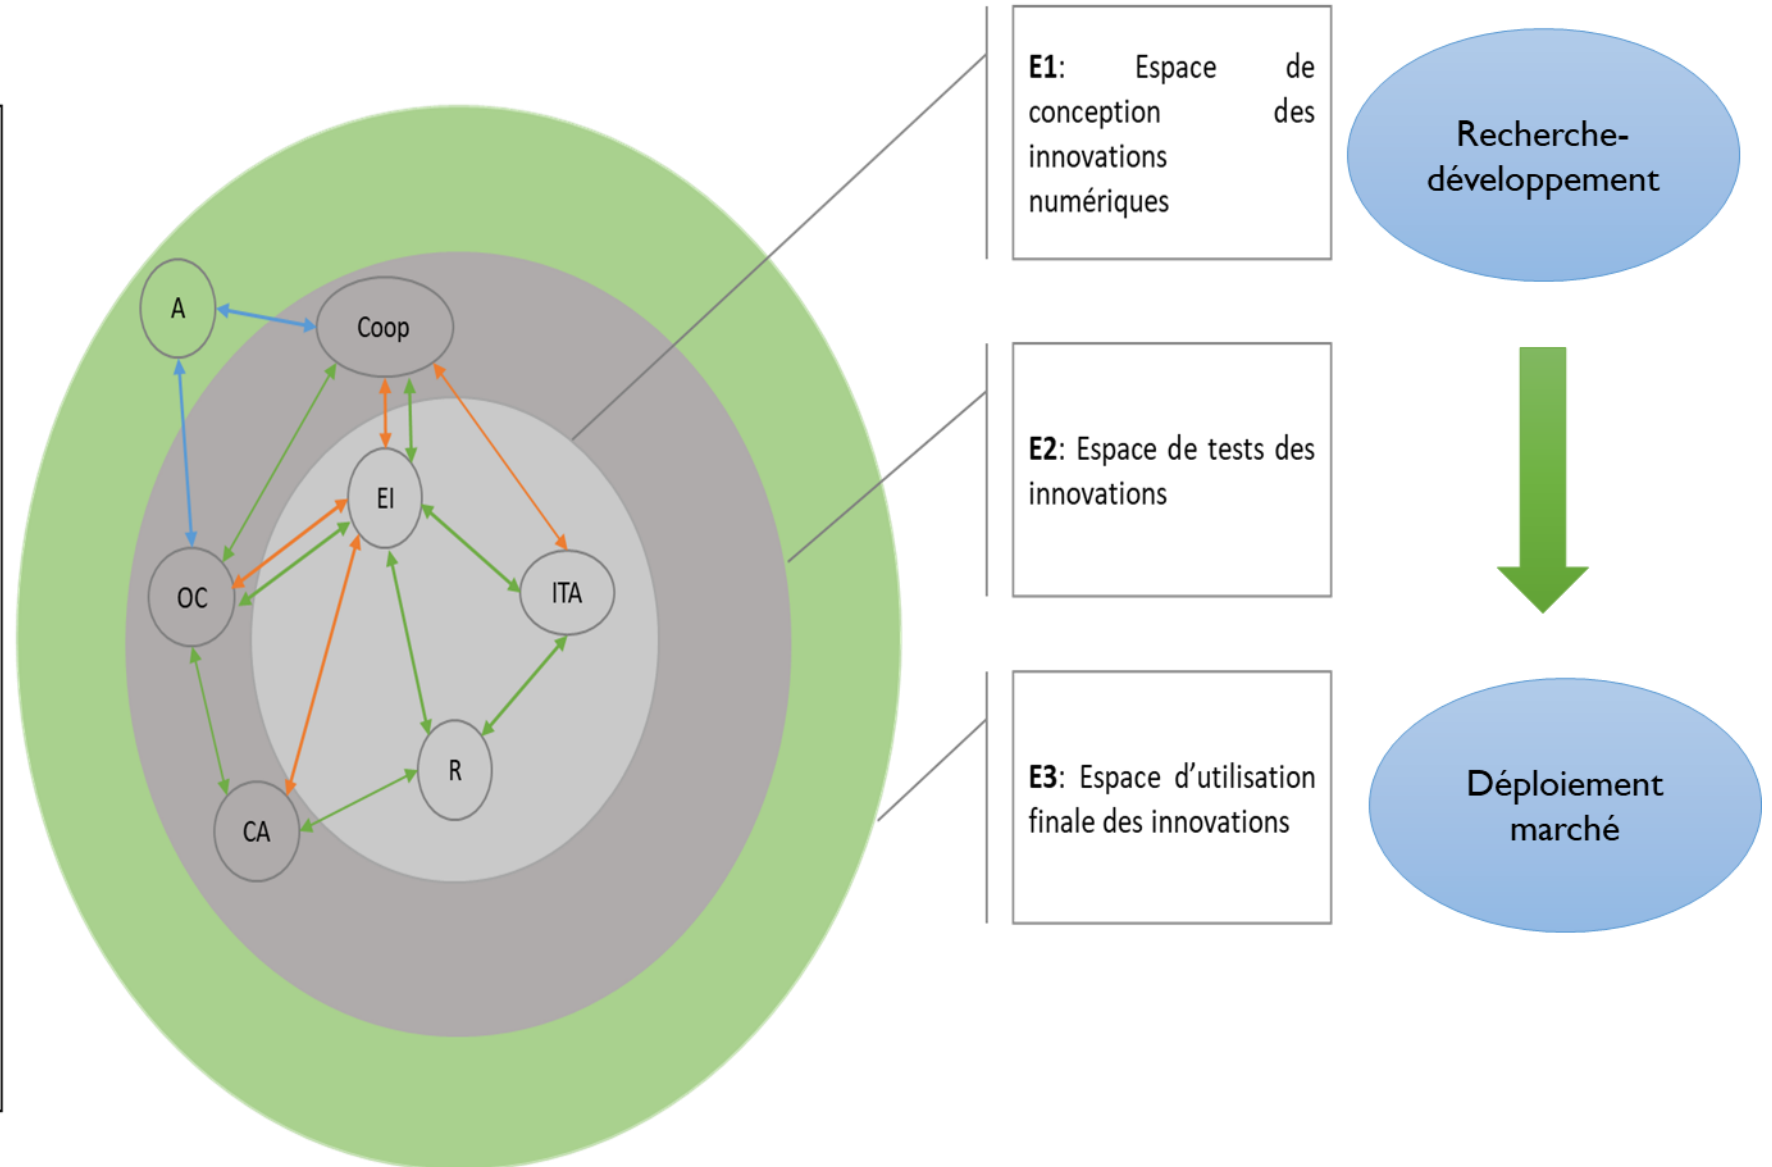 A
Coop
EI
OC
ITA
R
CA
E1: Espace de
conception des
innovations
numériques
E2: Espace de tests des
innovations
E3: Espace d’utilisation
finale des innovations
Recherche-
développement
Déploiement
marché